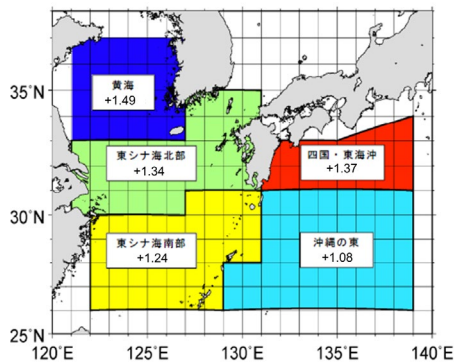 35˚N
30˚N
25˚N
120˚E
125˚E
130˚E
135˚E
140˚E
黄海
+1.49
東シナ海北部
+1.34
四国・東海沖
+1.37
東シナ海南部
+1.24
沖縄の東
+1.08